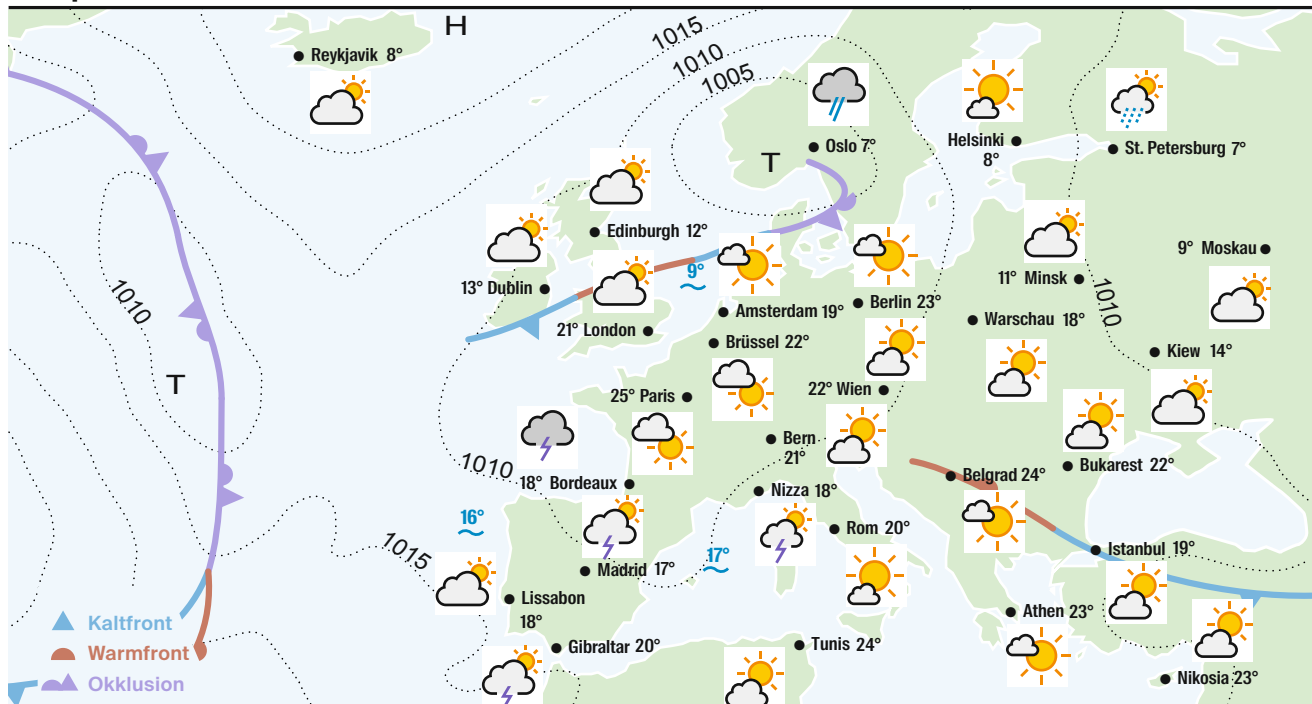 H
1015
Reykjavik 8°
1010
1005
Oslo 7°
Helsinki
8°
St. Petersburg 7°
T
Edinburgh 12°
9° Moskau
9°
11° Minsk
13° Dublin
1010
1010
Berlin 23°
Amsterdam 19°
Warschau 18°
21° London
Brüssel 22°
Kiew 14°
T
22° Wien
25° Paris
Bern
21°
1010
Bukarest 22°
Belgrad 24°
18° Bordeaux
Nizza 18°
16°
Rom 20°
1015
17°
Istanbul 19°
Madrid 17°
Lissabon
18°
Athen 23°
Kaltfront
Gibraltar 20°
Tunis 24°
Warmfront
Nikosia 23°
Okklusion